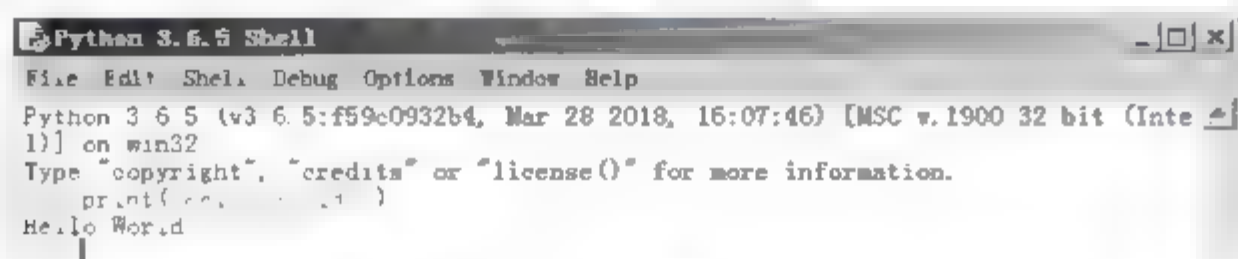 Python 3.6.5 Shell
File Edit Shell Debug Options Window Help
Python 3 6 5 (v3 6.5:f59c0932b4, Mar 28 2018, 16:07:46) [MSC v.1900 32 bit (Inte
l)] on win32
Type "copyright", "credits" or "license()" for more information.
print( )
Hello World